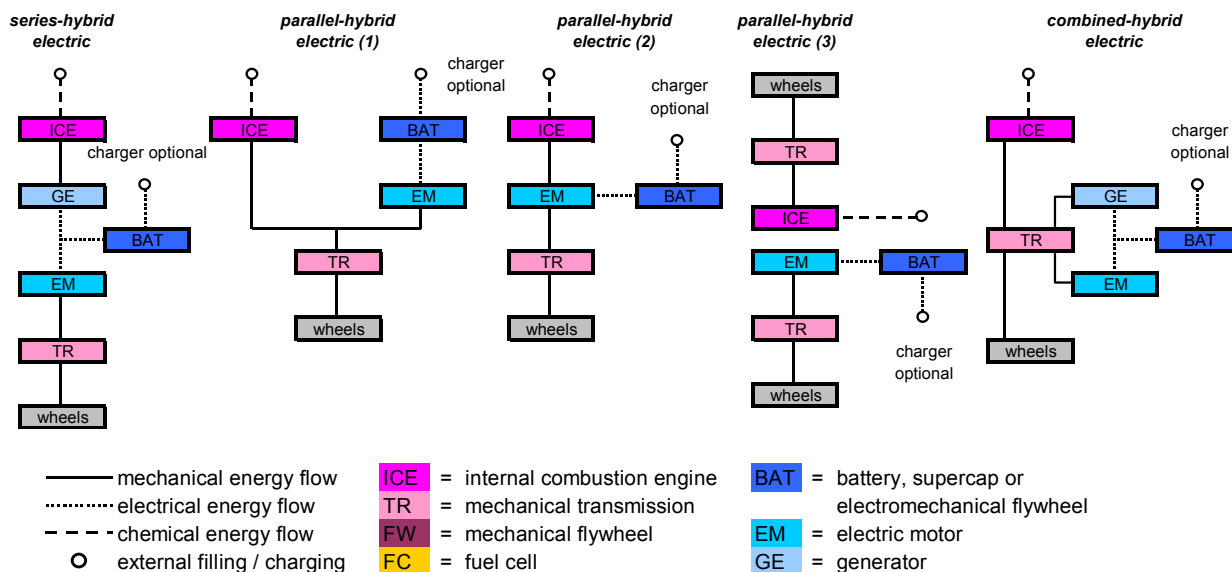 series-hybrid
electric
parallel-hybrid
electric (1)
parallel-hybrid
electric (2)
parallel-hybrid
electric (3)
combined-hybrid
electric
ICE
charger optional
GE
BAT
EM
TR
wheels
charger
optional
ICE
BAT
EM
TR
wheels
charger
optional
ICE
EM
BAT
TR
wheels
wheels
TR
ICE
EM
BAT
TR
charger
optional
wheels
ICE
charger
optional
GE
TR
BAT
EM
wheels
mechanical energy flow
electrical energy flow
chemical energy flow
external filling / charging
ICE = internal combustion engine
TR = mechanical transmission
FW = mechanical flywheel
FC = fuel cell
BAT = battery, supercap or
electromechanical flywheel
EM = electric motor
GE = generator